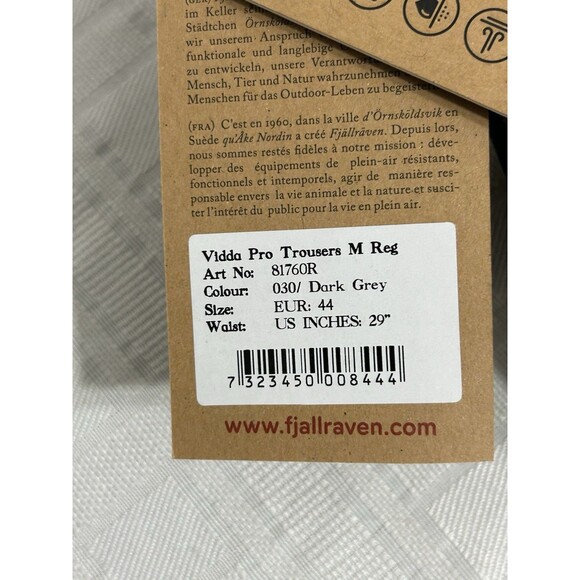 im Keller sein
Städtchen Örnsköldsv
wir unserem Anspruch
funktionale und langlebige
zu entwickeln, unsere Verantwort
Mensch, Tier und Natur wahrzunehmen
Menschen für das Outdoor-Leben zu begeister
(FRA) C'est en 1960, dans la ville d'Örnsköldsvik en
Suède qu'Åke Nordin a créé Fjällräven. Depuis lors,
nous sommes restés fidèles à notre mission : déve-
lopper des équipements de plein-air résistants,
fonctionnels et intemporels, agir de manière res-
ponsable envers la vie animale et la nature et susci-
ter l'intérêt du public pour la vie en plein air.
Vidda Pro Trousers M Reg
Art No: 81760R
Colour: 030/ Dark Grey
Size: EUR: 44
Waist: US INCHES: 29"
7 323450 008444
www.fjallraven.com